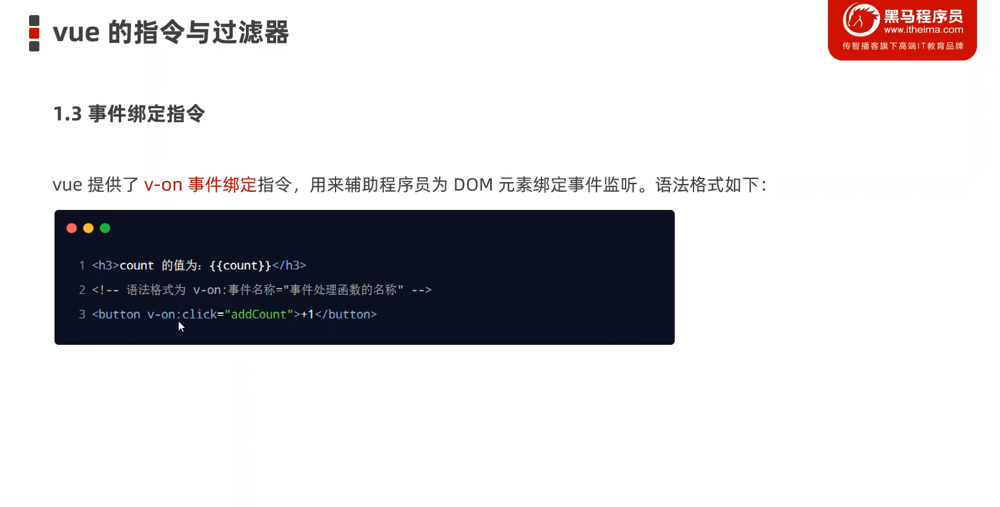 vue 的指令与过滤器
黑马程序员
www.itheima.com
传智播客旗下高端IT教育品牌
1.3 事件绑定指令
vue 提供了 v-on 事件绑定指令，用来辅助程序员为 DOM 元素绑定事件监听。语法格式如下：
1 <h3>count 的值为：{{count}}</h3>
2 <!-- 语法格式为 v-on:事件名称="事件处理函数的名称" -->
3 <button v-on:click="addCount">+1</button>